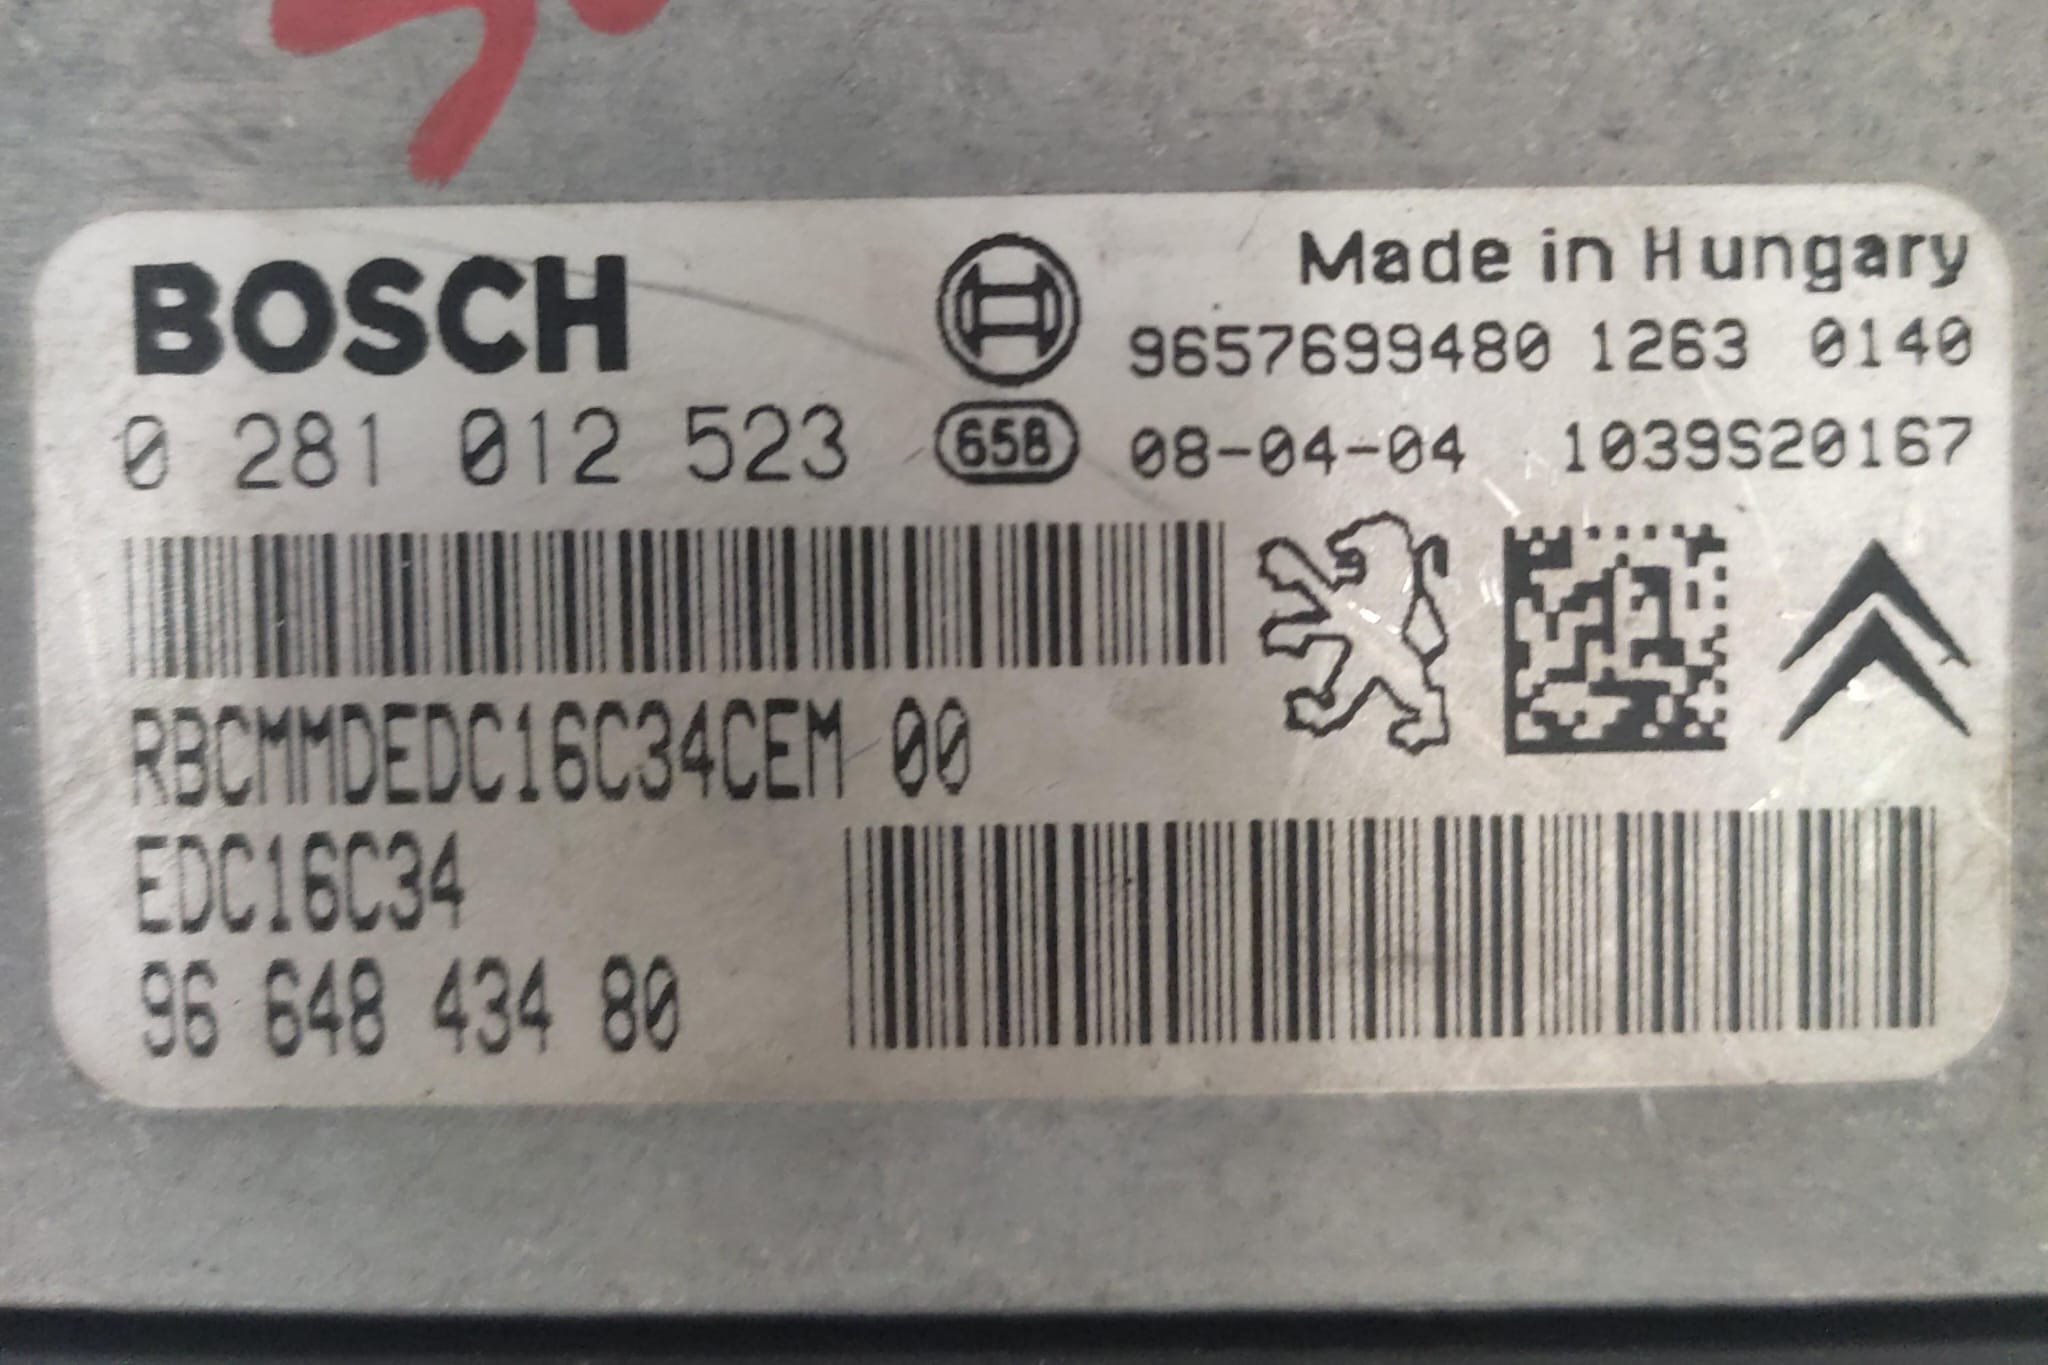 BOSCH
Made in Hungary
9657699480 1263 0140
0 281 012 523
658
08-04-04 1039S20167
RBCMMDEDC16C34CEM 00
EDC16C34
96 648 434 80